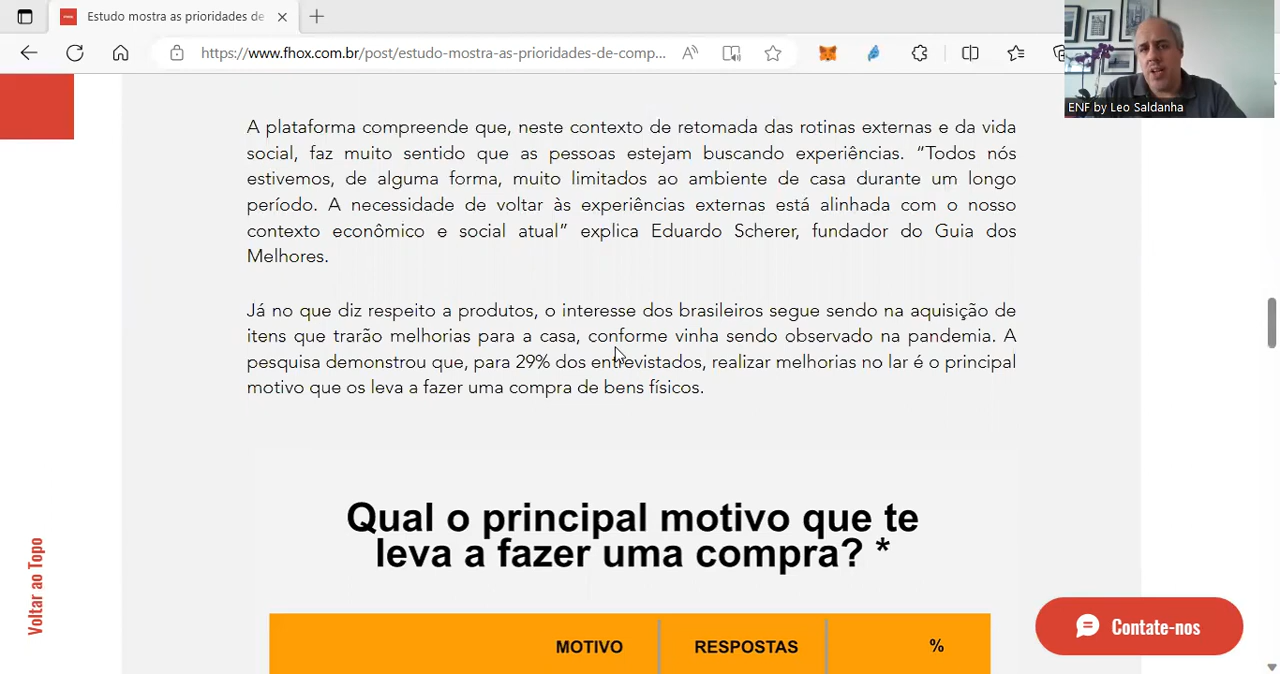 Estudo mostra as prioridades de
https://www.fhox.com.br/post/estudo-mostra-as-prioridades-de-comp...
ENF by Leo Saldanha
A plataforma compreende que, neste contexto de retomada das rotinas externas e da vida
social, faz muito sentido que as pessoas estejam buscando experiências. “Todos nós
estivemos, de alguma forma, muito limitados ao ambiente de casa durante um longo
período. A necessidade de voltar às experiências externas está alinhada com o nosso
contexto econômico e social atual” explica Eduardo Scherer, fundador do Guia dos
Melhores.
Já no que diz respeito a produtos, o interesse dos brasileiros segue sendo na aquisição de
itens que trarão melhorias para a casa, conforme vinha sendo observado na pandemia. A
pesquisa demonstrou que, para 29% dos entrevistados, realizar melhorias no lar é o principal
motivo que os leva a fazer uma compra de bens físicos.
Qual o principal motivo que te
leva a fazer uma compra? *
MOTIVO RESPOSTAS %
Voltar ao Topo
Contate-nos